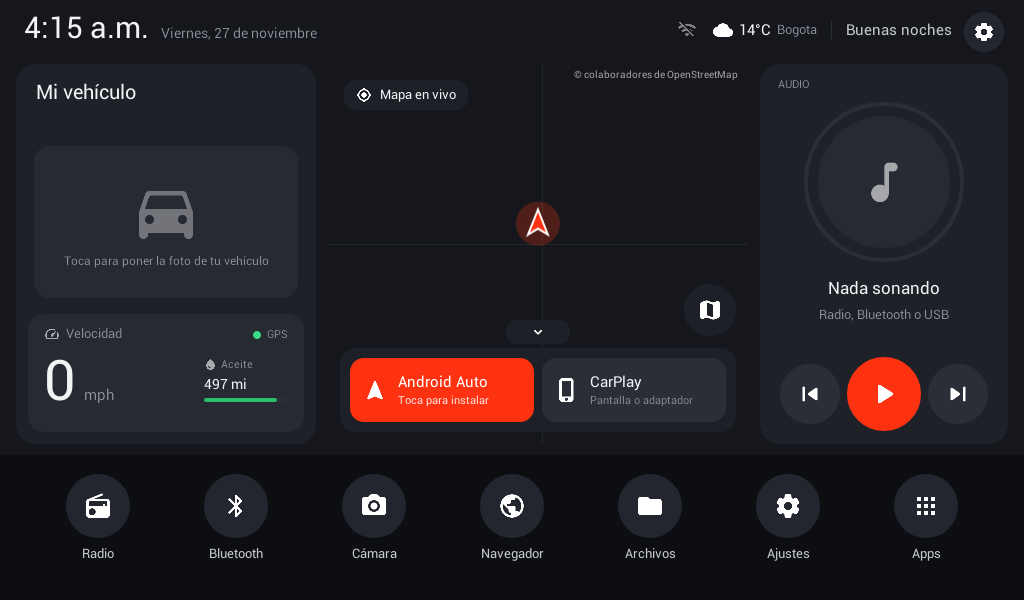 4:15 a.m. Viernes, 27 de noviembre
14°C Bogota
Buenas noches
Mi vehículo
Toca para poner la foto de tu vehículo
Velocidad
GPS
0 mph
Aceite
497 mi
Mapa en vivo
© colaboradores de OpenStreetMap
Android Auto
Toca para instalar
CarPlay
Pantalla o adaptador
AUDIO
Nada sonando
Radio, Bluetooth o USB
Radio
Bluetooth
Cámara
Navegador
Archivos
Ajustes
Apps